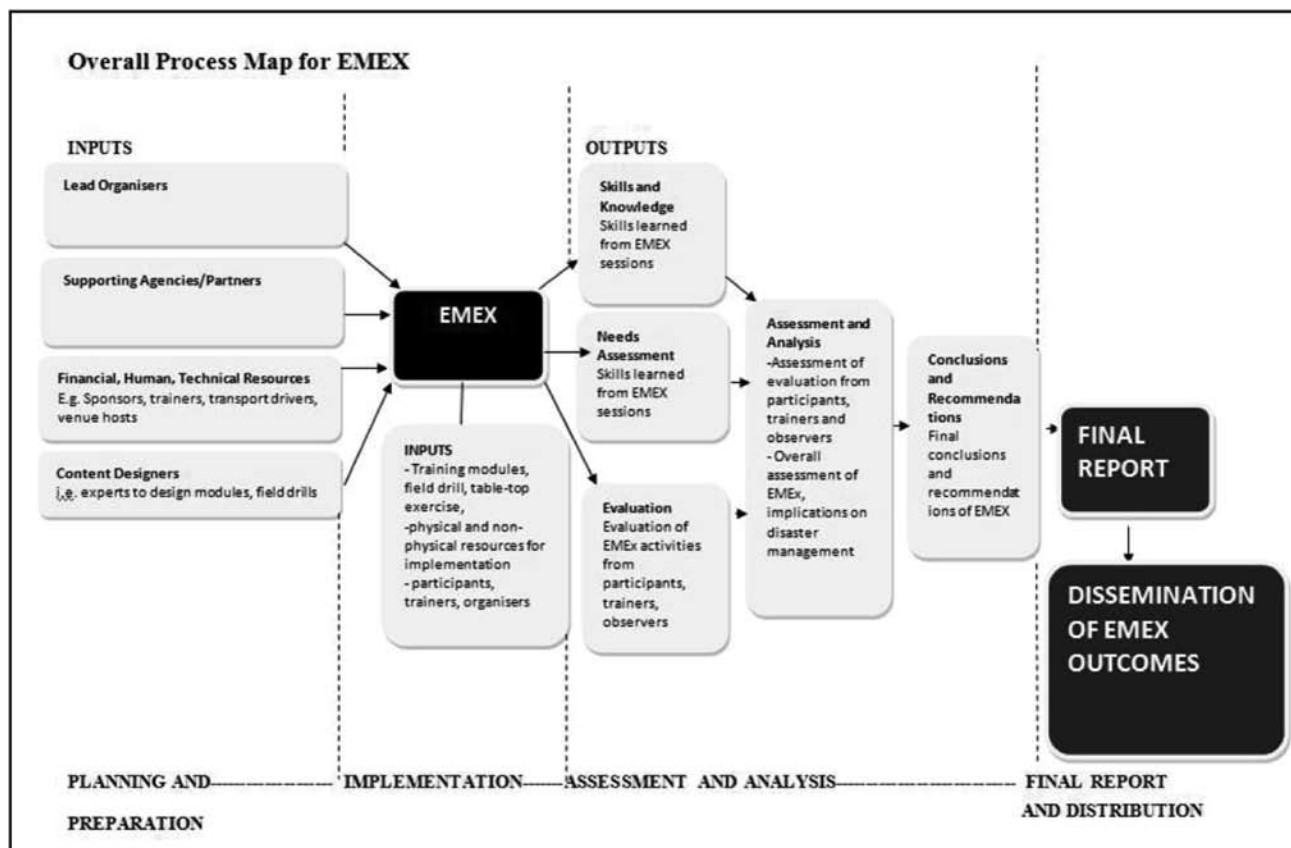 Overall Process Map for EMEX
INPUTS
Lead Organisers
Supporting Agencies/Partners
Financial, Human, Technical Resources
E.g. Sponsors, trainers, transport drivers,
venue hosts
Content Designers
i.e. experts to design modules, field drills
EMEX
INPUTS
- Training modules,
field drill, table-top
exercise,
-physical and non-
physical resources for
implementation
- participants,
trainers, organisers
OUTPUTS
Skills and
Knowledge
Skills learned
from EMEX
sessions
Needs
Assessment
Skills learned
from EMEX
sessions
Evaluation
Evaluation of
EMEx activities
from
participants,
trainers,
observers
Assessment and
Analysis
-Assessment of
evaluation from
participants,
trainers and
observers
- Overall
assessment of
EMEx,
implications on
disaster
management
Conclusions
and
Recommenda
tions
Final
conclusions
and
recommendat
ions of EMEX
FINAL
REPORT
DISSEMINATION
OF EMEX
OUTCOMES
PLANNING AND
PREPARATION
IMPLEMENTATION
ASSESSMENT AND ANALYSIS
FINAL REPORT
AND DISTRIBUTION